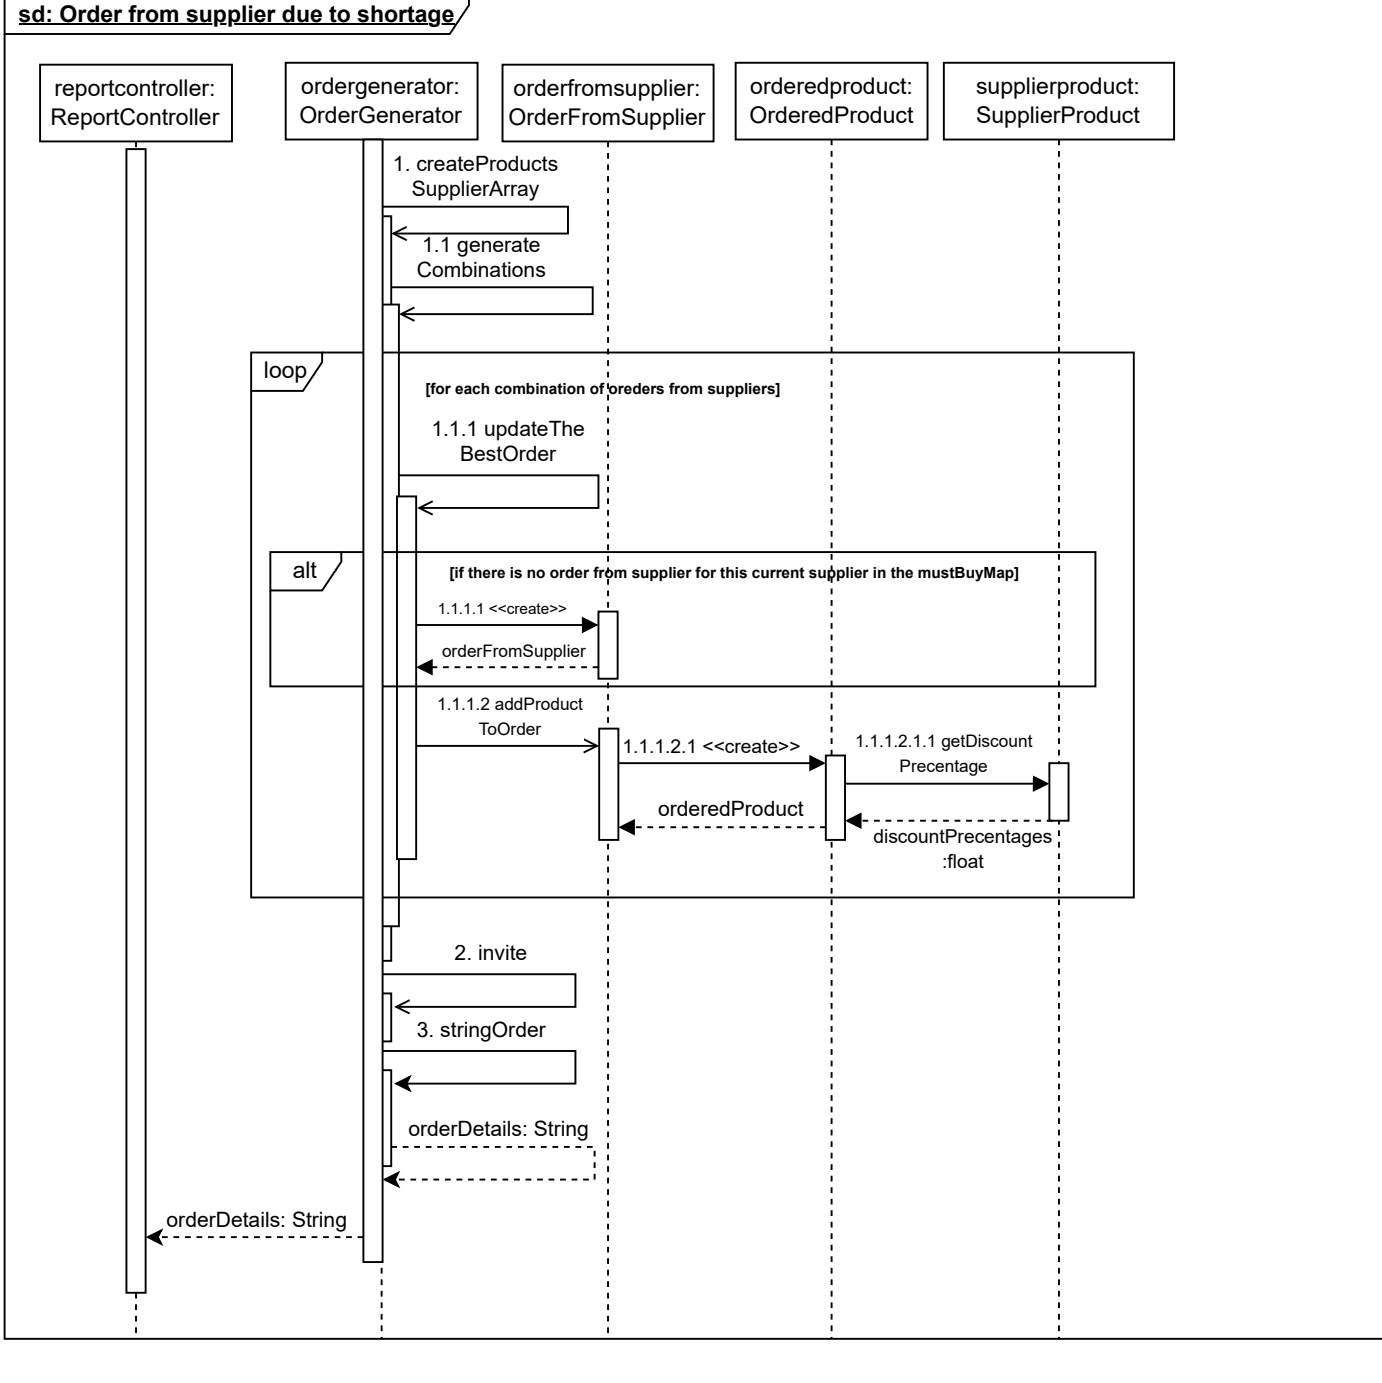 sd: Order from supplier due to shortage
reportcontroller:
ReportController
ordergenerator:
OrderGenerator
orderfromsupplier:
OrderFromSupplier
orderedproduct:
OrderedProduct
supplierproduct:
SupplierProduct
1. createProducts
SupplierArray
1.1 generate
Combinations
loop
[for each combination of oreders from suppliers]
1.1.1 updateThe
BestOrder
alt
[if there is no order from supplier for this current supplier in the mustBuyMap]
1.1.1.1 <<create>>
orderFromSupplier
1.1.1.2 addProduct
ToOrder
1.1.1.2.1 <<create>>
1.1.1.2.1.1 getDiscount
Precentage
orderedProduct
discountPrecentages
:float
2. invite
3. stringOrder
orderDetails: String
orderDetails: String